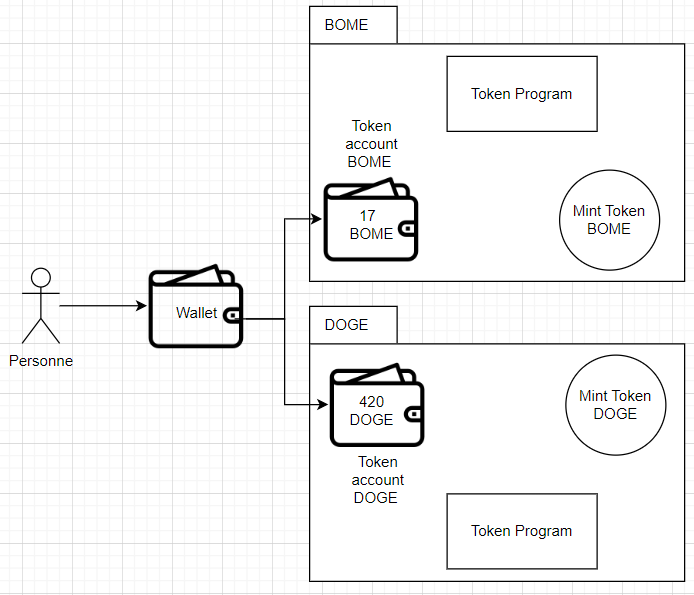 BOME
Token Program
Token
account
BOME
17
BOME
Mint Token
BOME
Personne
Wallet
DOGE
420
DOGE
Mint Token
DOGE
Token
account
DOGE
Token Program